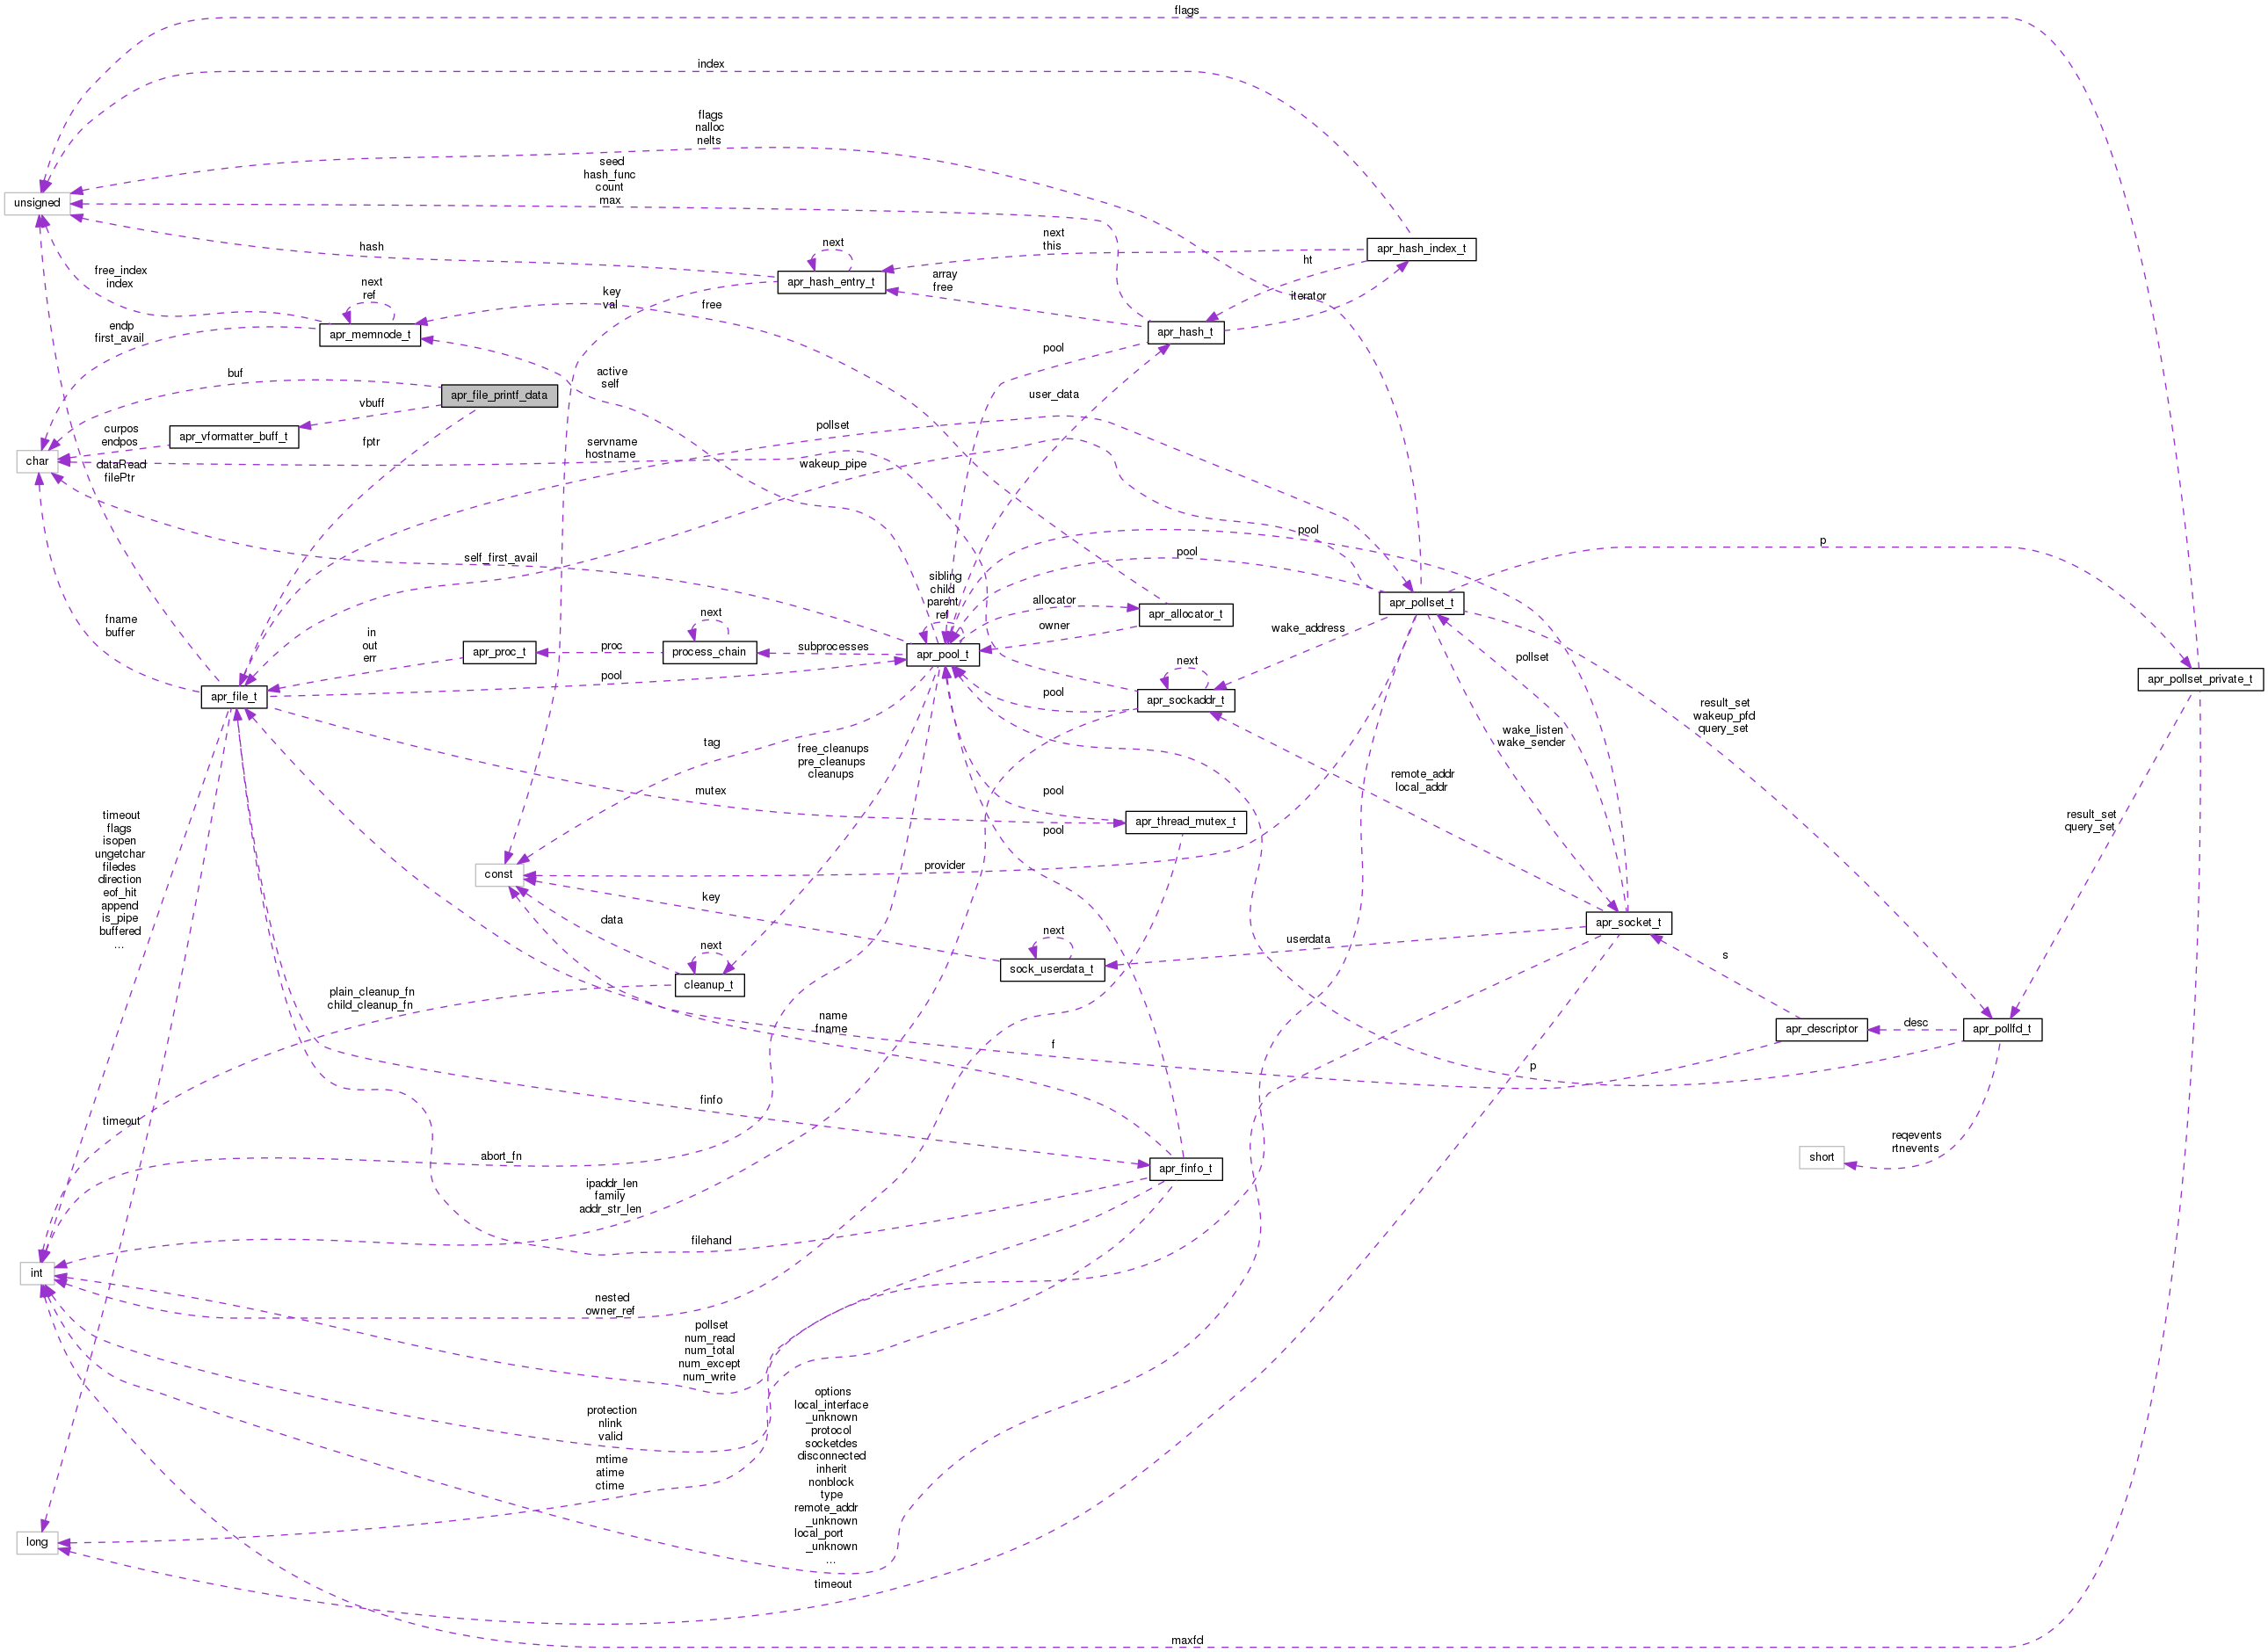 flags
index
flags
nalloc
nelts
seed
hash_func
count
max
unsigned
hash
next
next
this
apr_hash_index_t
ht
free_index
index
next
ref
apr_hash_entry_t
array
free
key
val
free
iterator
endp
first_avail
apr_memnode_t
apr_hash_t
pool
buf
active
self
apr_file_printf_data
user_data
vbuff
curpos
endpos
apr_vformatter_buff_t
fptr
servname
hostname
pollset
char
dataRead
filePtr
wakeup_pipe
pool
self_first_avail
pool
p
sibling
child
parent
ref
allocator
apr_allocator_t
apr_pollset_t
fname
buffer
in
out
err
next
owner
wake_address
apr_proc_t
proc
process_chain
subprocesses
apr_pool_t
next
pollset
pool
apr_file_t
pool
apr_sockaddr_t
apr_pollset_private_t
result_set
wakeup_pfd
query_set
tag
free_cleanups
pre_cleanups
cleanups
wake_listen
wake_sender
mutex
pool
remote_addr
local_addr
apr_thread_mutex_t
pool
result_set
query_set
timeout
flags
isopen
ungetchar
filedes
direction
eof_hit
append
is_pipe
buffered
...
const
provider
key
data
next
userdata
apr_socket_t
next
sock_userdata_t
s
cleanup_t
plain_cleanup_fn
child_cleanup_fn
name
fname
f
apr_descriptor
desc
apr_pollfd_t
p
finfo
timeout
reqevents
rtnevents
short
abort_fn
apr_finfo_t
ipaddr_len
family
addr_str_len
filehand
int
nested
owner_ref
pollset
num_read
num_total
num_except
num_write
options
local_interface
_unknown
protocol
socketdes
disconnected
inherit
nonblock
type
remote_addr
_unknown
local_port
_unknown
...
protection
nlink
valid
mtime
atime
ctime
long
timeout
maxfd